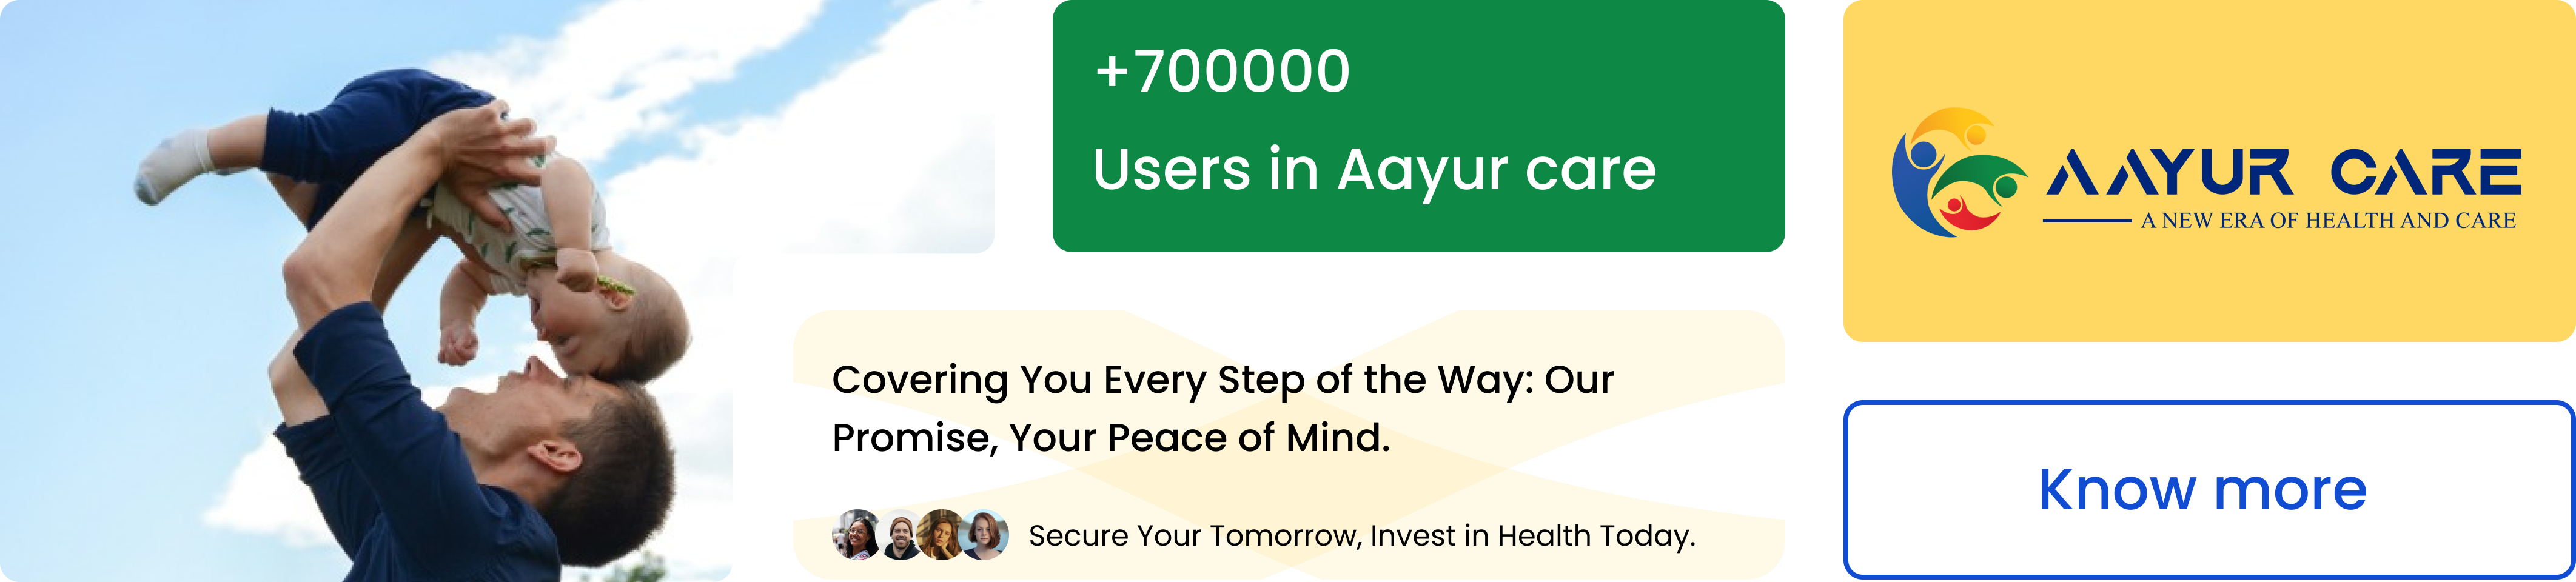 +700000
Users in Aayur care
Covering You Every Step of the Way: Our
Promise, Your Peace of Mind.
Secure Your Tomorrow, Invest in Health Today.
AAYUR CARE
A NEW ERA OF HEALTH AND CARE
Know more